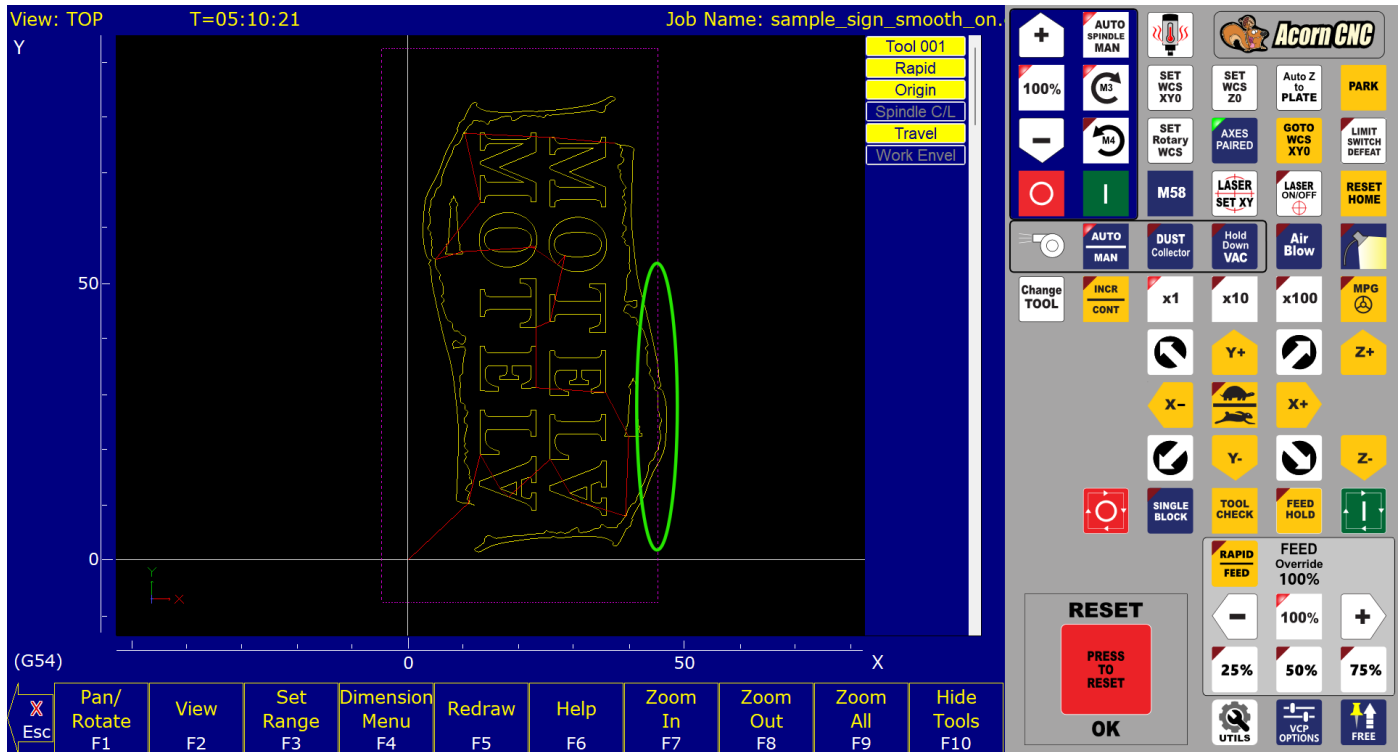 View: TOP
T=05:10:21
Job Name: sample_sign_smooth_on.
Y
50
0
Y
X
0
50
X
(G54)
Tool 001
Rapid
Origin
Spindle C/L
Travel
Work Envel
MOTTELA
MOTTELA
X
Esc
Pan/
Rotate
F1
View
F2
Set
Range
F3
Dimension
Menu
F4
Redraw
F5
Help
F6
Zoom
In
F7
Zoom
Out
F8
Zoom
All
F9
Hide
Tools
F10
+
AUTO
SPINDLE
MAN
Acorn CNC
100%
M3
SET
WCS
XY0
SET
WCS
Z0
Auto Z
to
PLATE
PARK
−
M4
SET
Rotary
WCS
AXES
PAIRED
GOTO
WCS
XY0
LIMIT
SWITCH
DEFEAT
M58
LASER
SET XY
LASER
ON/OFF
RESET
HOME
AUTO
MAN
DUST
Collector
Hold
Down
VAC
Air
Blow
Change
TOOL
INCR
CONT
x1
x10
x100
MPG
Y+
Z+
X−
X+
Y-
Z-
SINGLE
BLOCK
TOOL
CHECK
FEED
HOLD
RAPID
FEED
FEED
Override
100%
−
100%
+
25%
50%
75%
RESET
PRESS
TO
RESET
OK
UTILS
VCP
OPTIONS
FREE